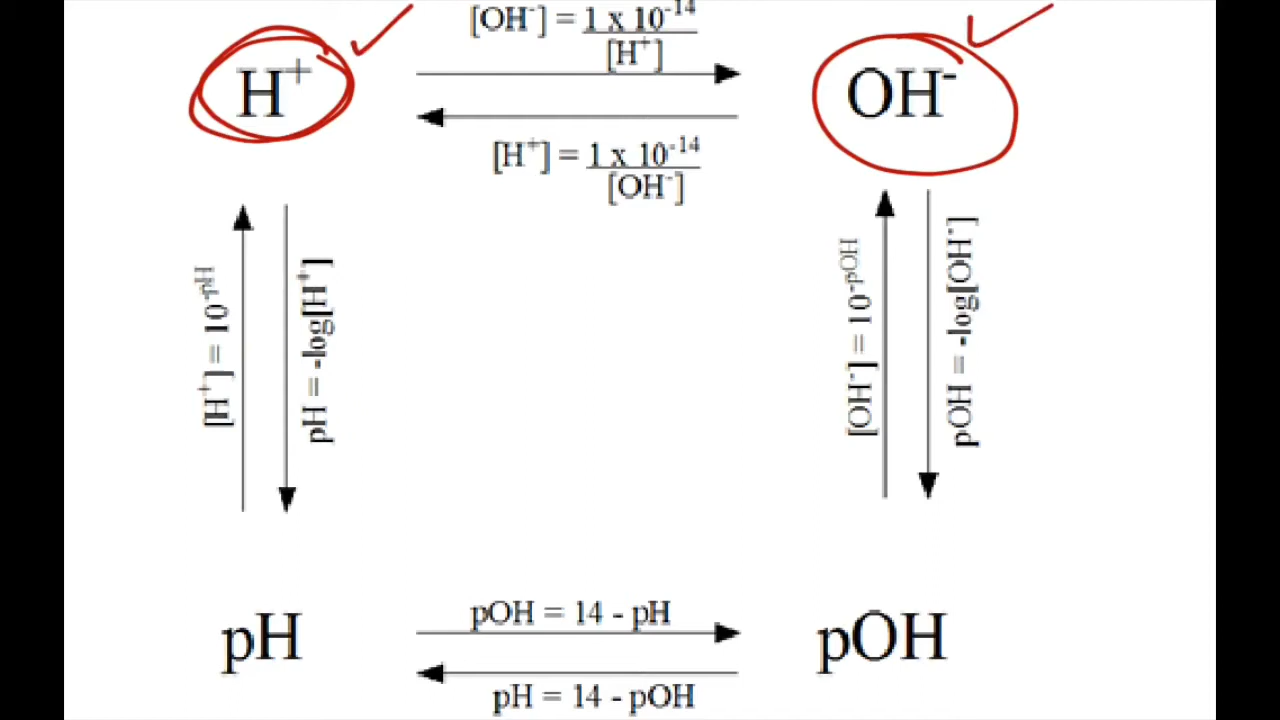 [OH⁻] = 1 x 10⁻¹⁴
[H⁺]
H⁺
OH⁻
[H⁺] = 1 x 10⁻¹⁴
[OH⁻]
[H⁺] = 10⁻ᵖᴴ
pH = -log[H⁺]
[OH⁻] = 10⁻ᵖᴼᴴ
pOH = -log[OH⁻]
pOH = 14 - pH
pH
pOH
pH = 14 - pOH